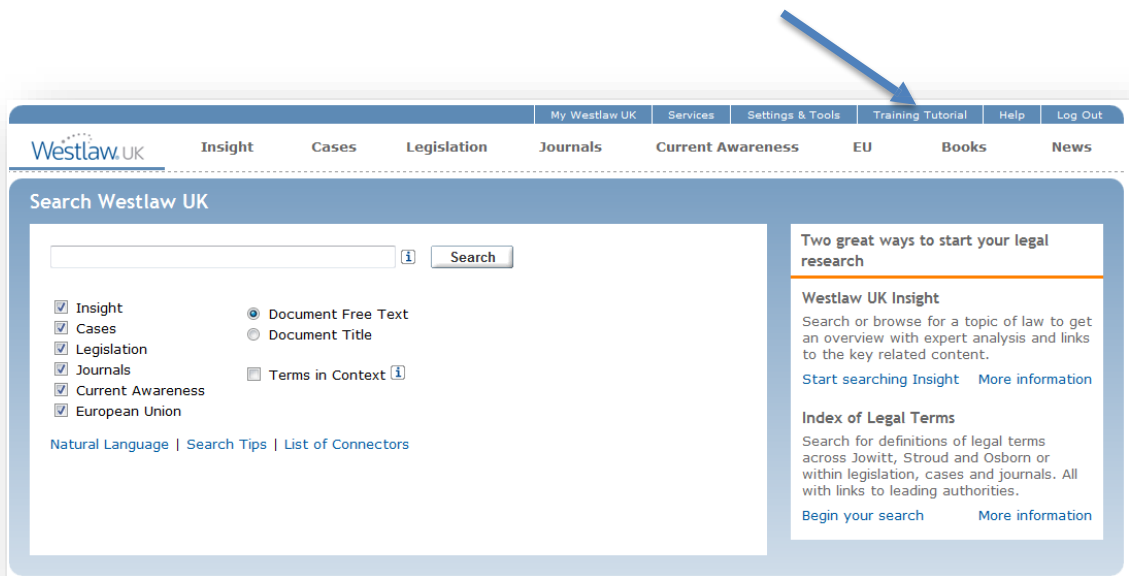 My Westlaw UK Services Settings & Tools Training Tutorial Help Log Out
Westlaw UK Insight Cases Legislation Journals Current Awareness EU Books News
Search Westlaw UK
Search
Insight
Cases
Legislation
Journals
Current Awareness
European Union
Document Free Text
Document Title
Terms in Context
Natural Language | Search Tips | List of Connectors
Two great ways to start your legal
research
Westlaw UK Insight
Search or browse for a topic of law to get
an overview with expert analysis and links
to the key related content.
Start searching Insight More information
Index of Legal Terms
Search for definitions of legal terms
across Jowitt, Stroud and Osborn or
within legislation, cases and journals. All
with links to leading authorities.
Begin your search More information